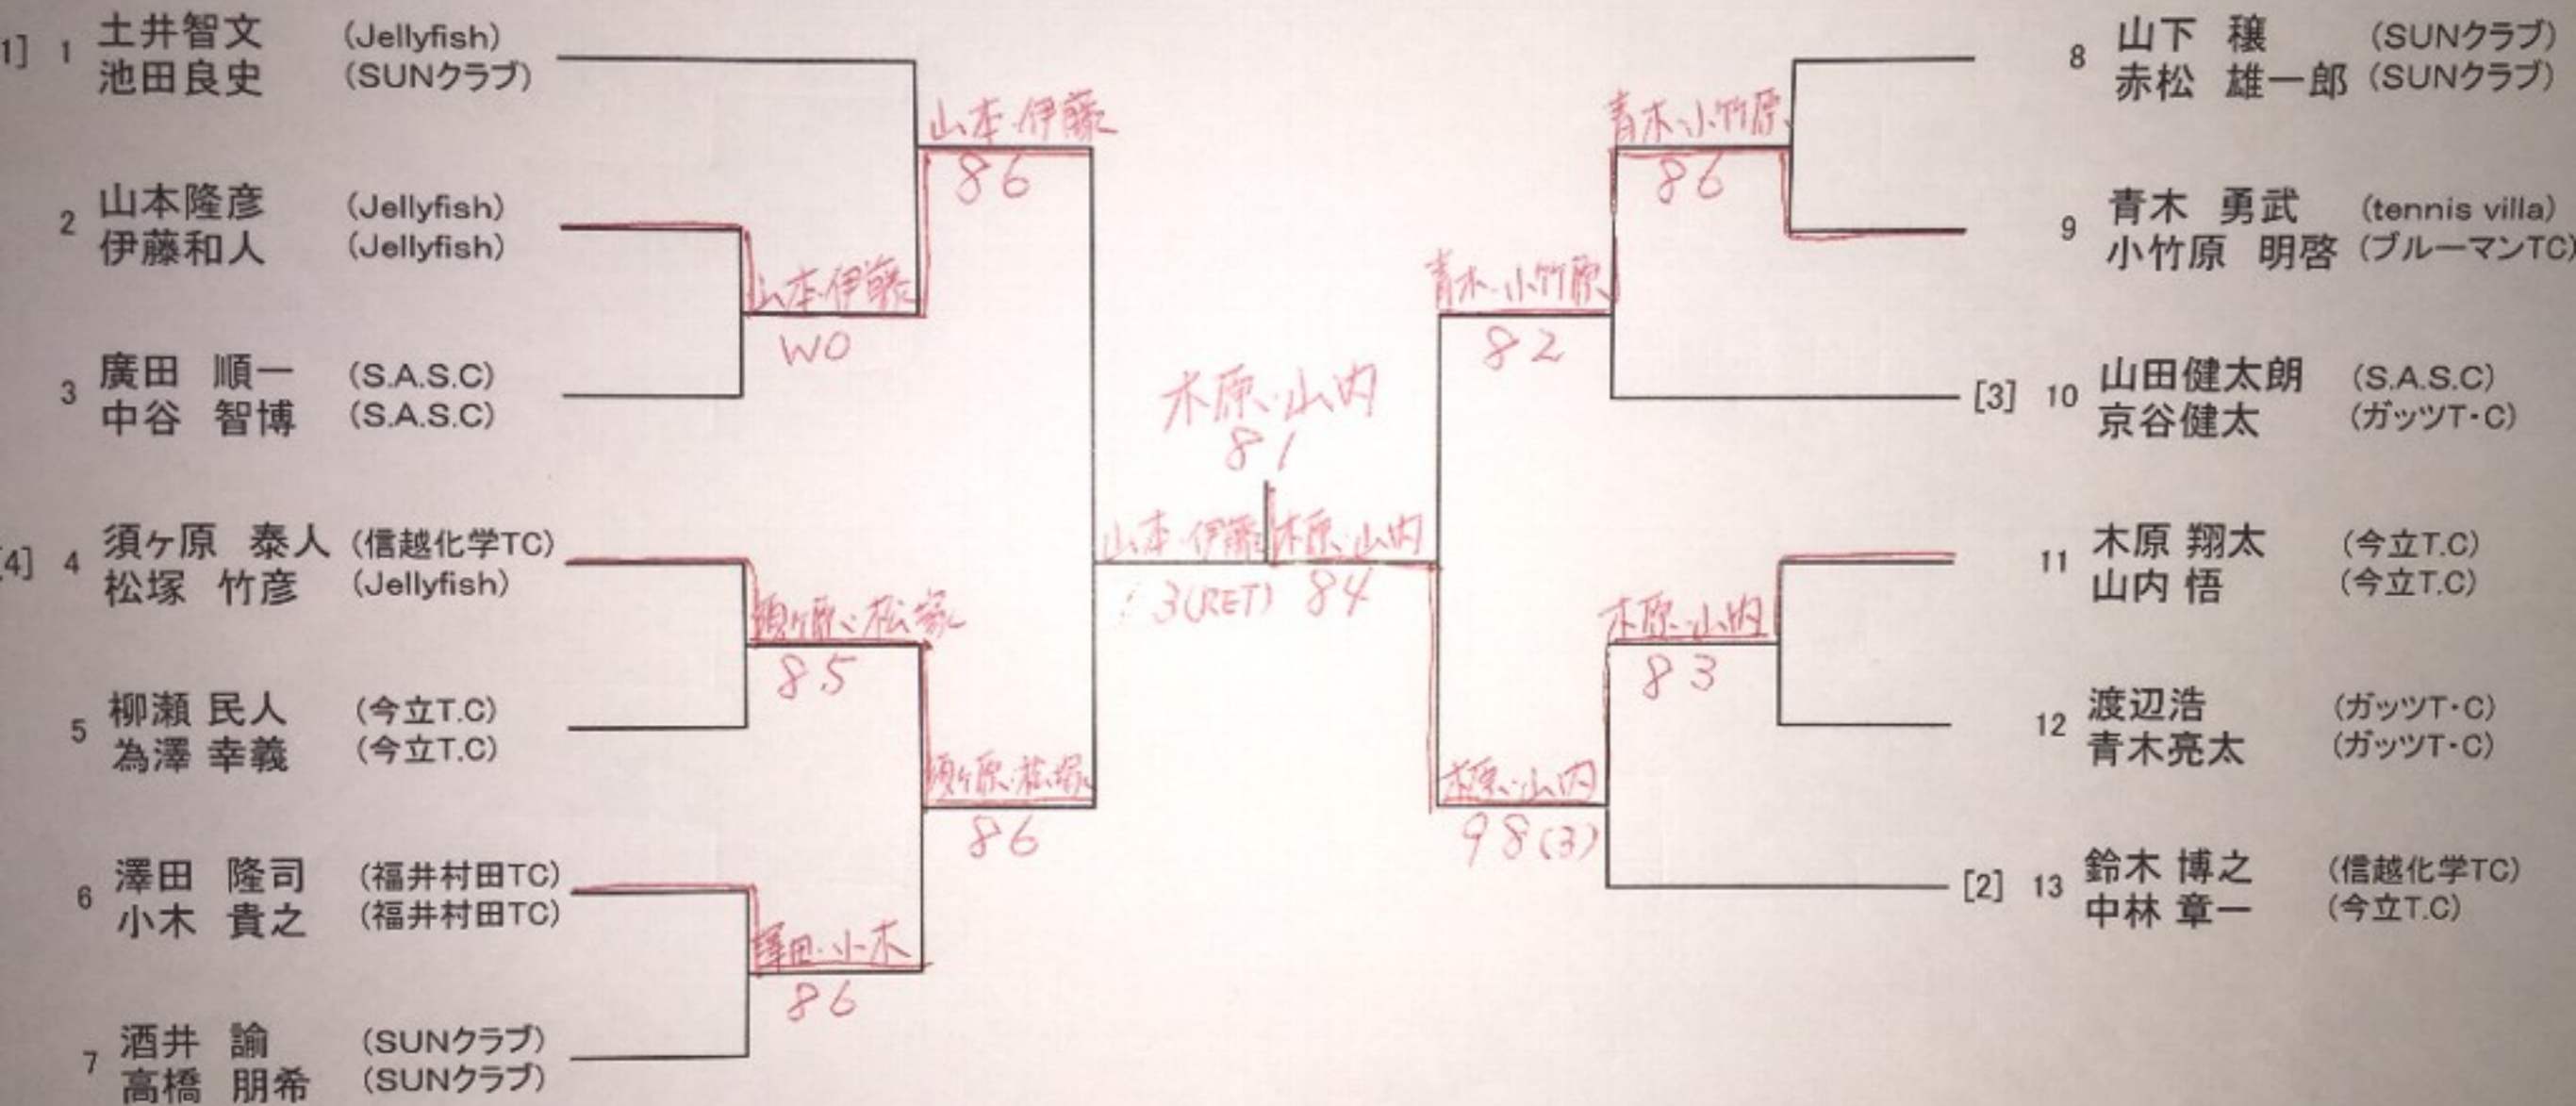 1] 1 土井智文 (Jellyfish)
池田良史 (SUNクラブ)
2 山本隆彦 (Jellyfish)
伊藤和人 (Jellyfish)
3 廣田 順一 (S.A.S.C)
中谷 智博 (S.A.S.C)
[4] 4 須ヶ原 泰人 (信越化学TC)
松塚 竹彦 (Jellyfish)
5 柳瀬 民人 (今立T.C)
為澤 幸義 (今立T.C)
6 澤田 隆司 (福井村田TC)
小木 貴之 (福井村田TC)
7 酒井 諭 (SUNクラブ)
高橋 朋希 (SUNクラブ)
山本・伊藤
WO
須ヶ原・松塚
85
澤田・小木
86
山本・伊藤
86
須ヶ原・松塚
86
山本・伊藤
3(RET)
木原・山内
81
木原・山内
84
青木・小竹原
82
木原・山内
98(3)
青木・小竹原
86
木原・山内
83
8 山下 穣 (SUNクラブ)
赤松 雄一郎 (SUNクラブ)
9 青木 勇武 (tennis villa)
小竹原 明啓 (ブルーマンTC)
[3] 10 山田健太朗 (S.A.S.C)
京谷健太 (ガッツT・C)
11 木原 翔太 (今立T.C)
山内 悟 (今立T.C)
12 渡辺浩 (ガッツT・C)
青木亮太 (ガッツT・C)
[2] 13 鈴木 博之 (信越化学TC)
中林 章一 (今立T.C)